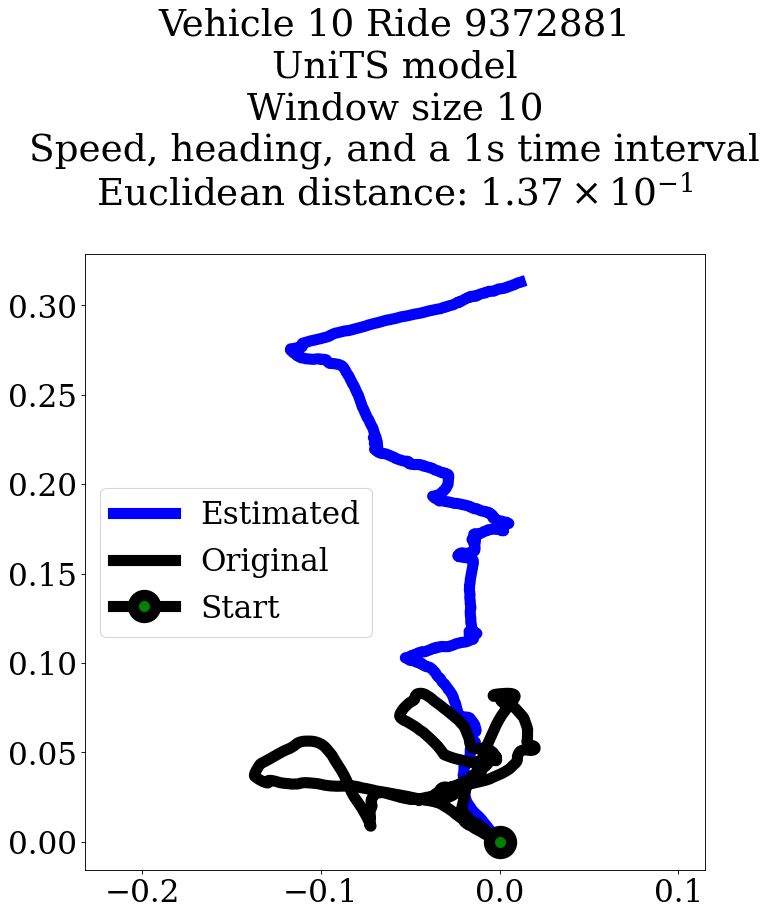 Vehicle 10 Ride 9372881
UniTS model
Window size 10
Speed, heading, and a 1s time interval
Euclidean distance: 1.37 × 10⁻¹
0.30
0.25
0.20
Estimated
0.15
Original
Start
0.10
0.05
0.00
−0.2 −0.1 0.0 0.1